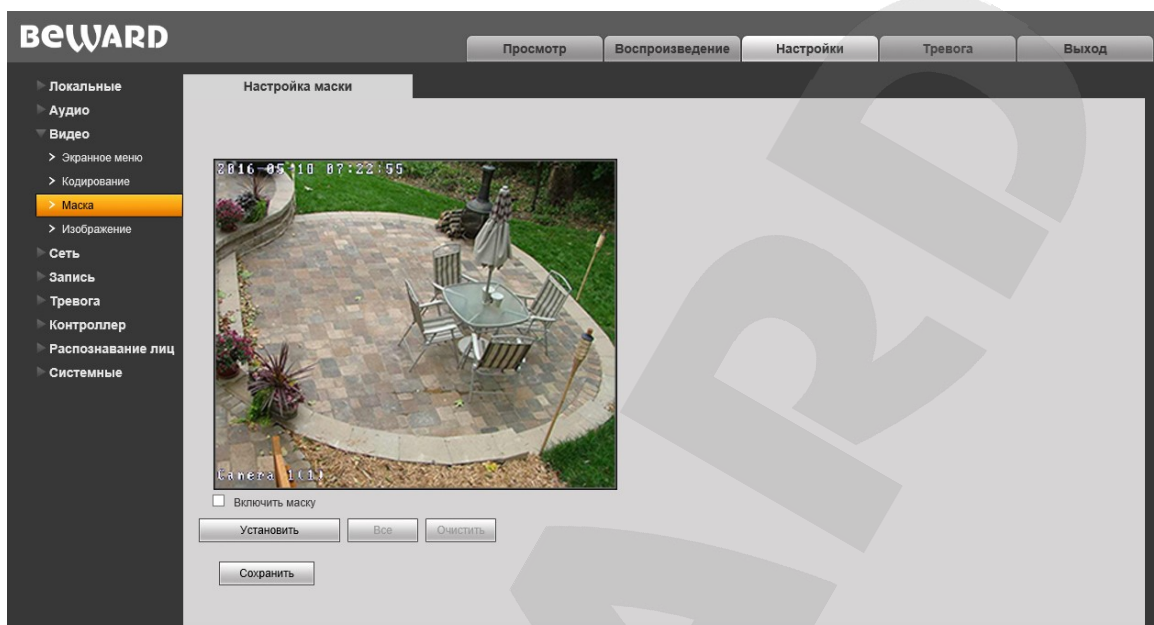 BEWARD
Просмотр
Воспроизведение
Настройки
Тревога
Выход
Локальные
Аудио
Видео
> Экранное меню
> Кодирование
> Маска
> Изображение
Сеть
Запись
Тревога
Контроллер
Распознавание лиц
Системные
Настройка маски
2016-05-10 07:22:55
Camera 1(1)
Включить маску
Установить
Все
Очистить
Сохранить